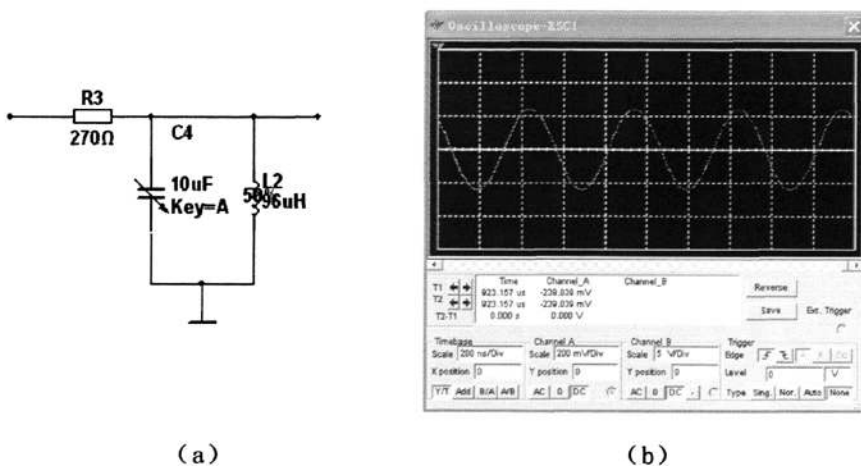 Oscilloscope-XSC1
R3
270Ω
C4
10uF
Key=A
50%
L2
96uH
Time Channel_A Channel_B
T1 923.157 us -239.839 mV
T2 923.157 us -239.839 mV
T2-T1 0.000 s 0.000 V
Reverse
Save
Ext. Trigger
Timebase
Scale 200 ns/Div
X position 0
Y/T Add B/A A/B
Channel A
Scale 200 mV/Div
Y position 0
AC 0 DC
Channel B
Scale 5 V/Div
Y position 0
AC 0 DC -
Trigger
Edge
Level 0 V
Type Sing. Nor. Auto None
(a)
(b)